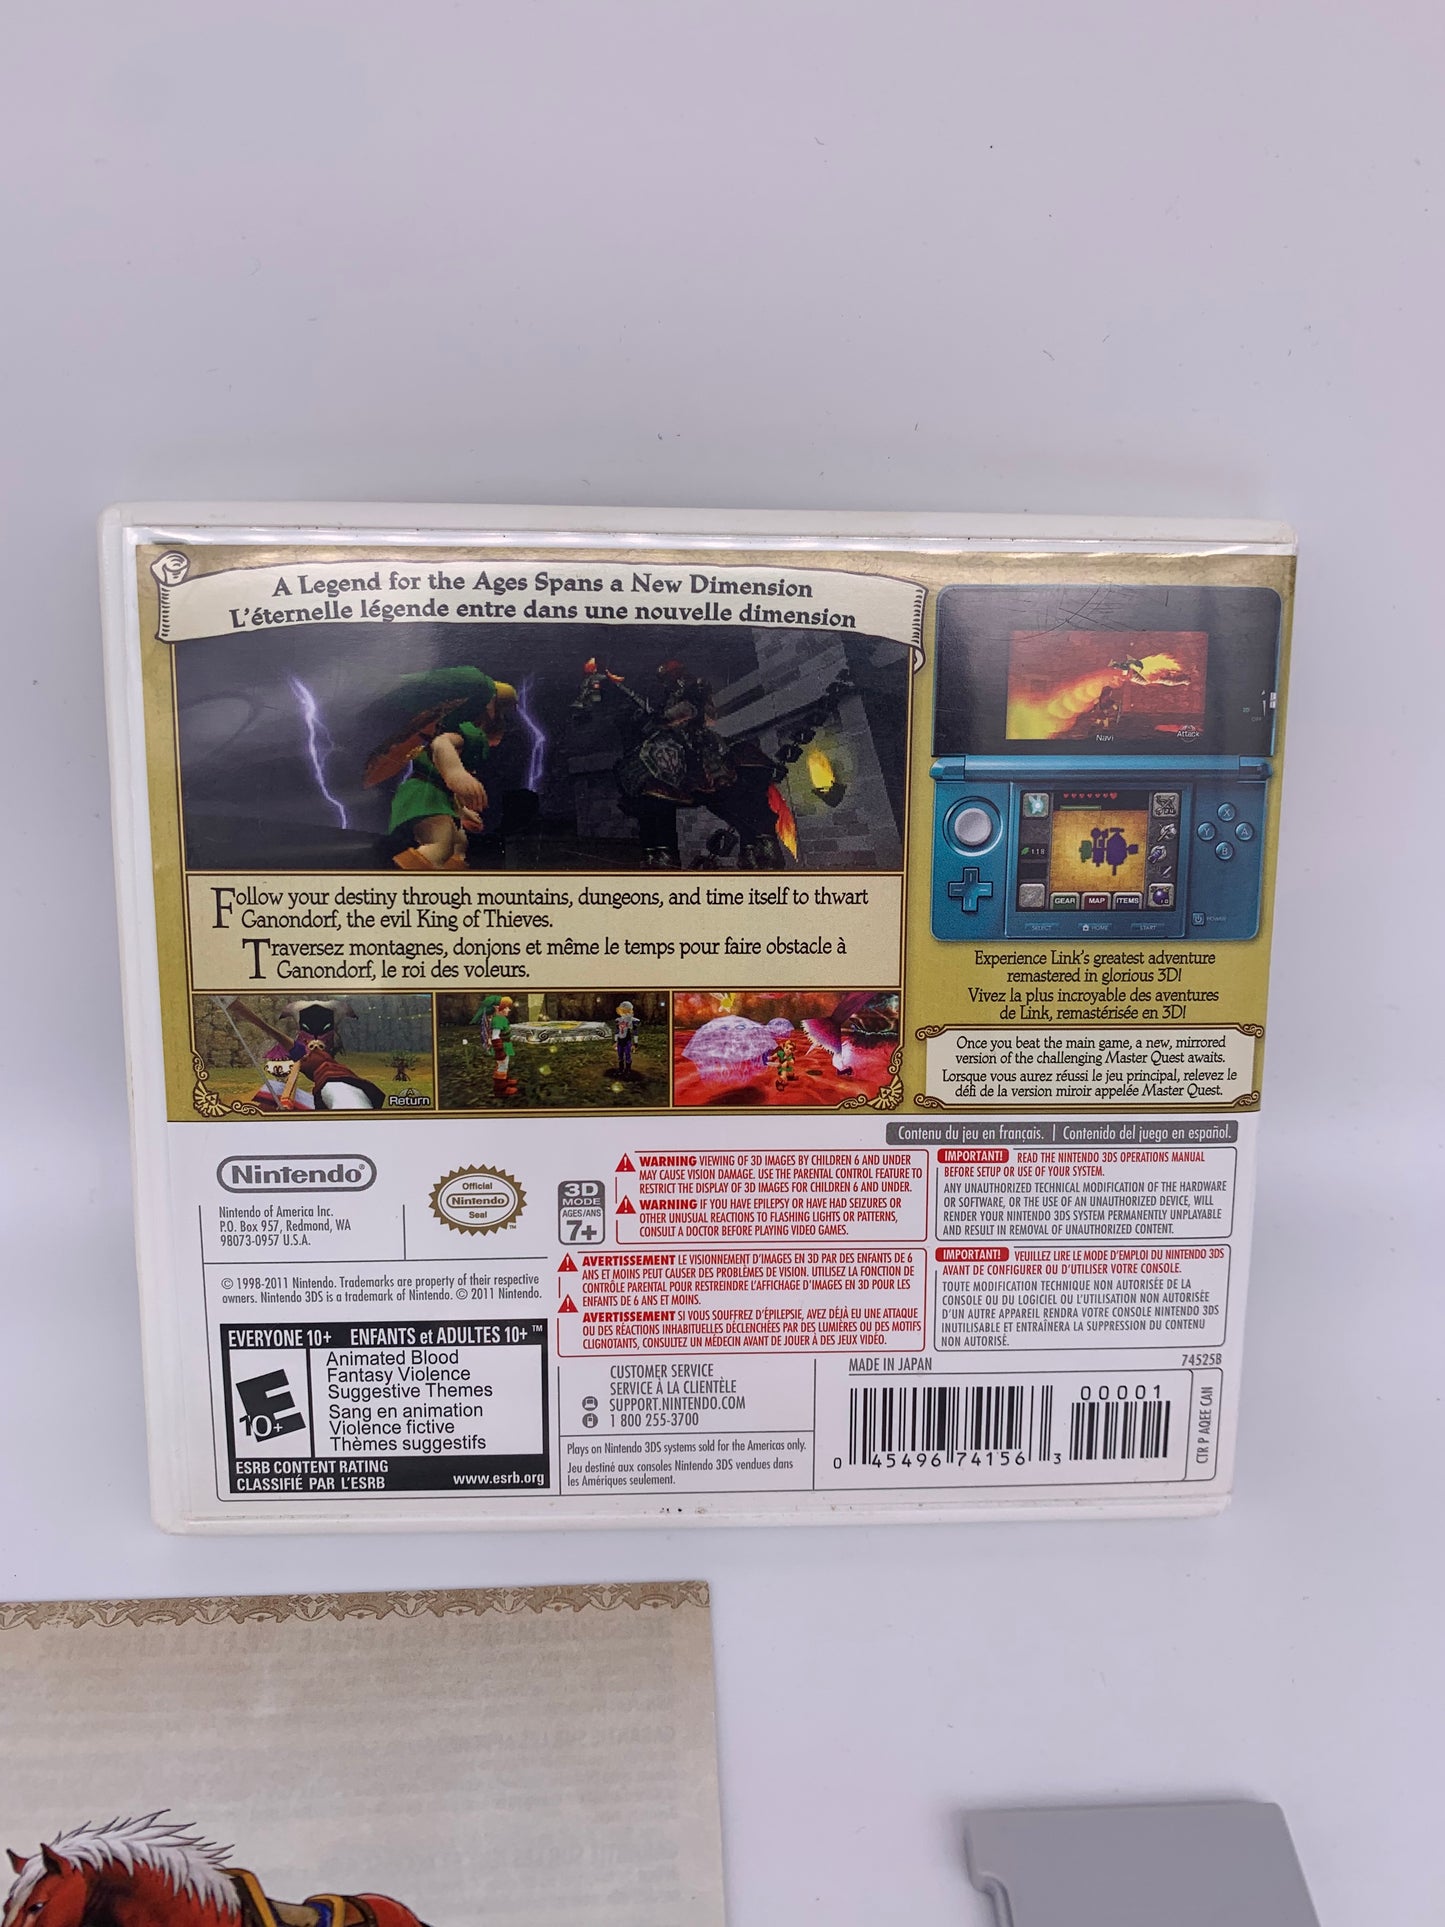 A Legend for the Ages Spans a New Dimension
L'éternelle légende entre dans une nouvelle dimension
Navi
Attack
3D
OFF
118
GEAR
MAP
ITEMS
X
Y
A
B
SELECT
HOME
START
POWER
Follow your destiny through mountains, dungeons, and time itself to thwart
Ganondorf, the evil King of Thieves.
Traversez montagnes, donjons et même le temps pour faire obstacle à
Ganondorf, le roi des voleurs.
Experience Link's greatest adventure
remastered in glorious 3D!
Vivez la plus incroyable des aventures
de Link, remastérisée en 3D!
A
Return
Once you beat the main game, a new, mirrored
version of the challenging Master Quest awaits.
Lorsque vous aurez réussi le jeu principal, relevez le
défi de la version miroir appelée Master Quest.
Contenu du jeu en français. | Contenido del juego en español.
Nintendo®
Nintendo of America Inc.
P.O. Box 957, Redmond, WA
98073-0957 U.S.A.
Official
Nintendo
Seal
™
3D
MODE
AGES/ANS
7+
WARNING VIEWING OF 3D IMAGES BY CHILDREN 6 AND UNDER
MAY CAUSE VISION DAMAGE. USE THE PARENTAL CONTROL FEATURE TO
RESTRICT THE DISPLAY OF 3D IMAGES FOR CHILDREN 6 AND UNDER.
WARNING IF YOU HAVE EPILEPSY OR HAVE HAD SEIZURES OR
OTHER UNUSUAL REACTIONS TO FLASHING LIGHTS OR PATTERNS,
CONSULT A DOCTOR BEFORE PLAYING VIDEO GAMES.
IMPORTANT! READ THE NINTENDO 3DS OPERATIONS MANUAL
BEFORE SETUP OR USE OF YOUR SYSTEM.
ANY UNAUTHORIZED TECHNICAL MODIFICATION OF THE HARDWARE
OR SOFTWARE, OR THE USE OF AN UNAUTHORIZED DEVICE, WILL
RENDER YOUR NINTENDO 3DS SYSTEM PERMANENTLY UNPLAYABLE
AND RESULT IN REMOVAL OF UNAUTHORIZED CONTENT.
AVERTISSEMENT LE VISIONNEMENT D'IMAGES EN 3D PAR DES ENFANTS DE 6
ANS ET MOINS PEUT CAUSER DES PROBLÈMES DE VISION. UTILISEZ LA FONCTION DE
CONTRÔLE PARENTAL POUR RESTREINDRE L'AFFICHAGE D'IMAGES EN 3D POUR LES
ENFANTS DE 6 ANS ET MOINS.
AVERTISSEMENT SI VOUS SOUFFREZ D'ÉPILEPSIE, AVEZ DÉJÀ EU UNE ATTAQUE
OU DES RÉACTIONS INHABITUELLES DÉCLENCHÉES PAR DES LUMIÈRES OU DES MOTIFS
CLIGNOTANTS, CONSULTEZ UN MÉDECIN AVANT DE JOUER À DES JEUX VIDÉO.
IMPORTANT! VEUILLEZ LIRE LE MODE D'EMPLOI DU NINTENDO 3DS
AVANT DE CONFIGURER OU D'UTILISER VOTRE CONSOLE.
TOUTE MODIFICATION TECHNIQUE NON AUTORISÉE DE LA
CONSOLE OU DU LOGICIEL OU L'UTILISATION NON AUTORISÉE
D'UN AUTRE APPAREIL RENDRA VOTRE CONSOLE NINTENDO 3DS
INUTILISABLE ET ENTRAÎNERA LA SUPPRESSION DU CONTENU
NON AUTORISÉ.
© 1998-2011 Nintendo. Trademarks are property of their respective
owners. Nintendo 3DS is a trademark of Nintendo. © 2011 Nintendo.
EVERYONE 10+ ENFANTS et ADULTES 10+ ™
E
10+
Animated Blood
Fantasy Violence
Suggestive Themes
Sang en animation
Violence fictive
Thèmes suggestifs
ESRB CONTENT RATING
CLASSIFIÉ PAR L'ESRB
www.esrb.org
CUSTOMER SERVICE
SERVICE À LA CLIENTÈLE
SUPPORT.NINTENDO.COM
1 800 255-3700
Plays on Nintendo 3DS systems sold for the Americas only.
Jeu destiné aux consoles Nintendo 3DS vendues dans
les Amériques seulement.
MADE IN JAPAN
74525B
00001
0 45496 74156 3
CTR P AQEE CAN